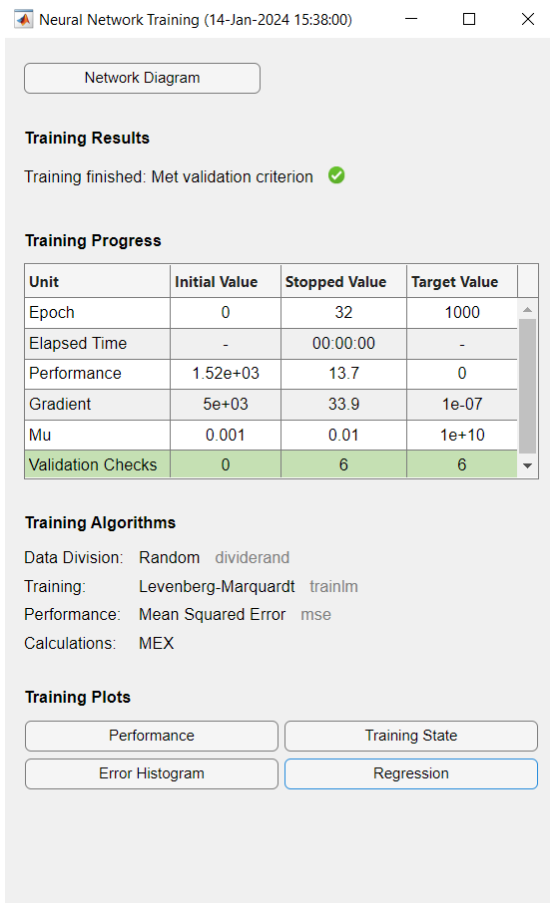 Neural Network Training (14-Jan-2024 15:38:00)
Network Diagram
Training Results
Training finished: Met validation criterion
Training Progress
Unit Initial Value Stopped Value Target Value
Epoch 0 32 1000
Elapsed Time - 00:00:00 -
Performance 1.52e+03 13.7 0
Gradient 5e+03 33.9 1e-07
Mu 0.001 0.01 1e+10
Validation Checks 0 6 6
Training Algorithms
Data Division: Random dividerand
Training: Levenberg-Marquardt trainlm
Performance: Mean Squared Error mse
Calculations: MEX
Training Plots
Performance Training State
Error Histogram Regression